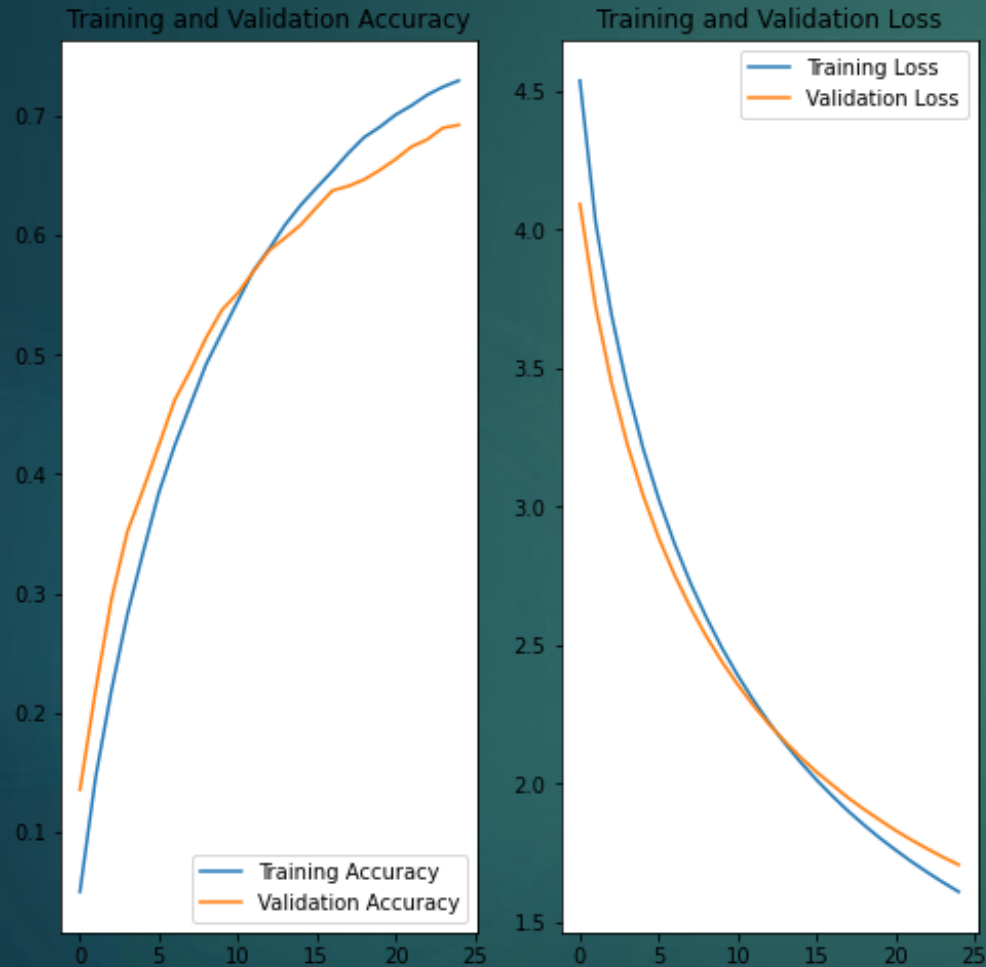 Training and Validation Accuracy
0.7
0.6
0.5
0.4
0.3
0.2
0.1
Training Accuracy
Validation Accuracy
0 5 10 15 20 25
Training and Validation Loss
Training Loss
Validation Loss
4.5
4.0
3.5
3.0
2.5
2.0
1.5
0 5 10 15 20 25